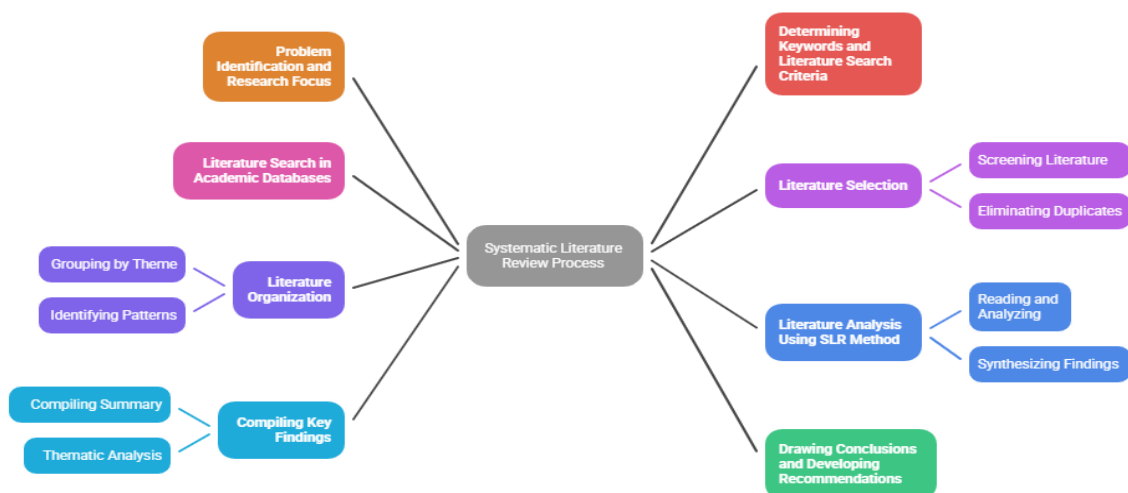 Problem
Identification and
Research Focus
Literature Search in
Academic Databases
Grouping by Theme
Identifying Patterns
Literature
Organization
Compiling Summary
Thematic Analysis
Compiling Key
Findings
Systematic Literature
Review Process
Determining
Keywords and
Literature Search
Criteria
Literature Selection
Screening Literature
Eliminating Duplicates
Literature Analysis
Using SLR Method
Reading and
Analyzing
Synthesizing Findings
Drawing Conclusions
and Developing
Recommendations